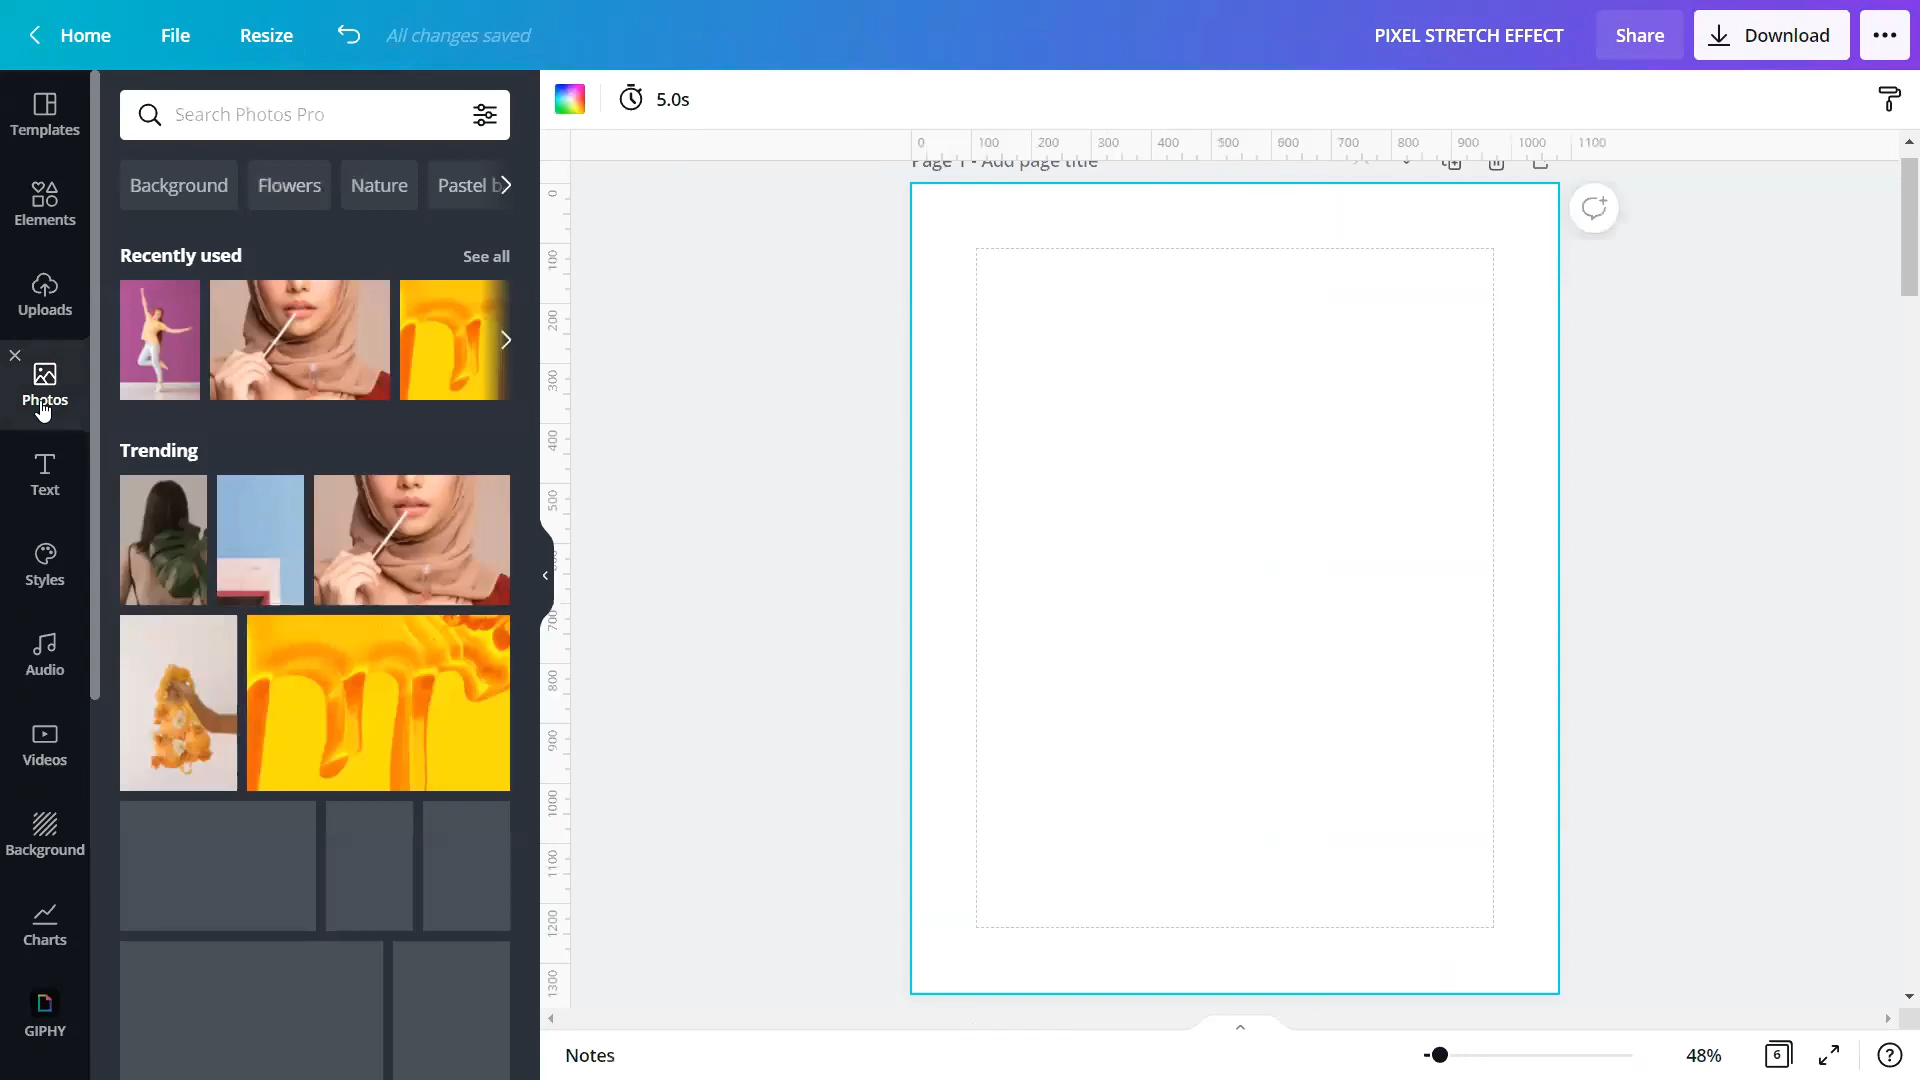 Home File Resize All changes saved PIXEL STRETCH EFFECT Share Download
Templates
Elements
Uploads
Photos
Text
Styles
Audio
Videos
Background
Charts
GIPHY
Search Photos Pro
Background Flowers Nature Pastel b
Recently used See all
Trending
5.0s
0 100 200 300 400 500 600 700 800 900 1000 1100
Page 1 - Add page title
0
100
200
300
400
500
700
800
900
1000
1100
1200
1300
Notes 48% 6